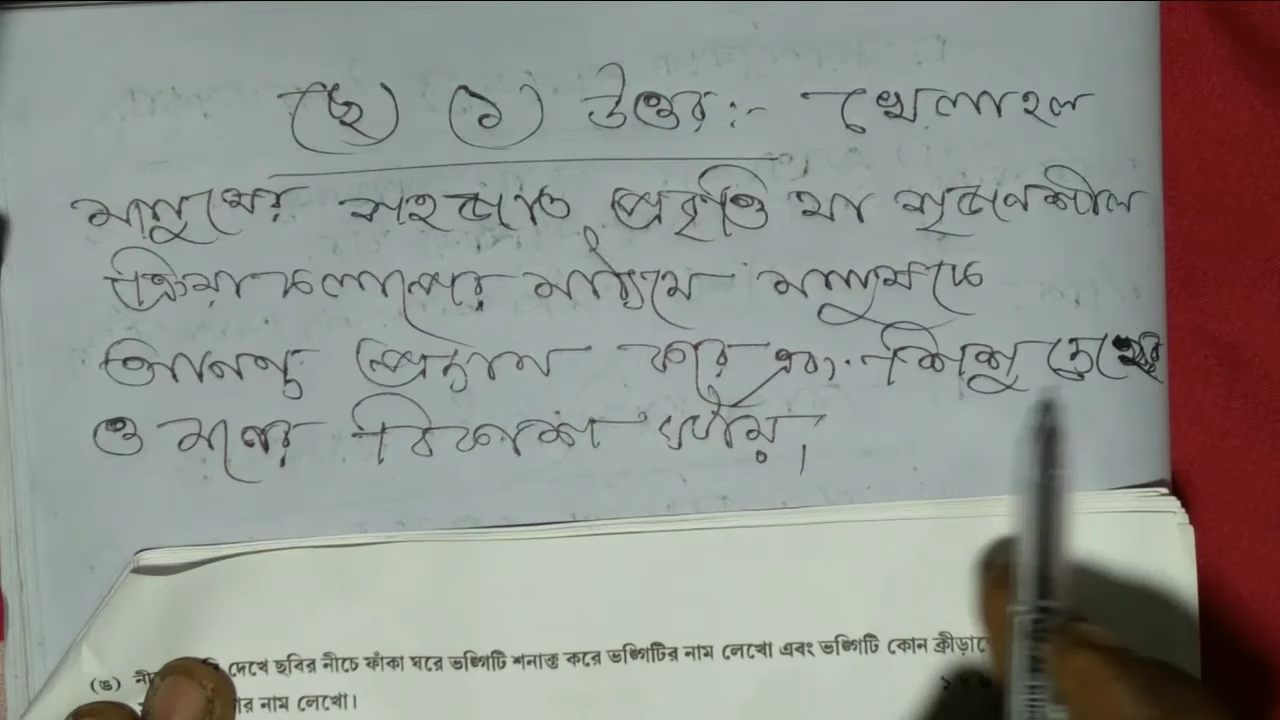 (ছ) (১) উত্তর:- খেলাহল
মানুষের সহজাত প্রবৃত্তি যা সৃজনশীল
ক্রিয়াকলাপের মাধ্যমে মানুষকে
আনন্দ প্রদান করে এবং শিশু দেহের
ও মনের বিকাশ ঘটায়।
(ঙ) দেখে ছবির নীচে ফাঁকা ঘরে ভঙ্গিটি শনাক্ত করে ভঙ্গিটির নাম লেখো এবং ভঙ্গিটি কোন
নাম লেখো।